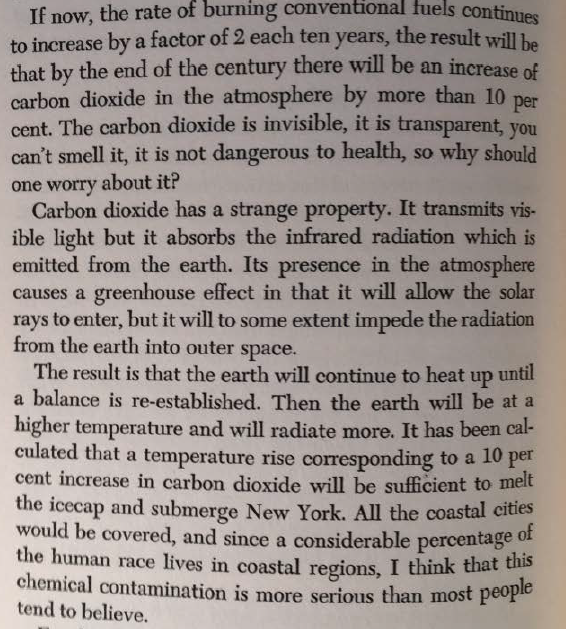 If now, the rate of burning conventional fuels continues
to increase by a factor of 2 each ten years, the result will be
that by the end of the century there will be an increase of
carbon dioxide in the atmosphere by more than 10 per
cent. The carbon dioxide is invisible, it is transparent, you
can't smell it, it is not dangerous to health, so why should
one worry about it?
Carbon dioxide has a strange property. It transmits vis-
ible light but it absorbs the infrared radiation which is
emitted from the earth. Its presence in the atmosphere
causes a greenhouse effect in that it will allow the solar
rays to enter, but it will to some extent impede the radiation
from the earth into outer space.
The result is that the earth will continue to heat up until
a balance is re-established. Then the earth will be at a
higher temperature and will radiate more. It has been cal-
culated that a temperature rise corresponding to a 10 per
cent increase in carbon dioxide will be sufficient to melt
the icecap and submerge New York. All the coastal cities
would be covered, and since a considerable percentage of
the human race lives in coastal regions, I think that this
chemical contamination is more serious than most people
tend to believe.